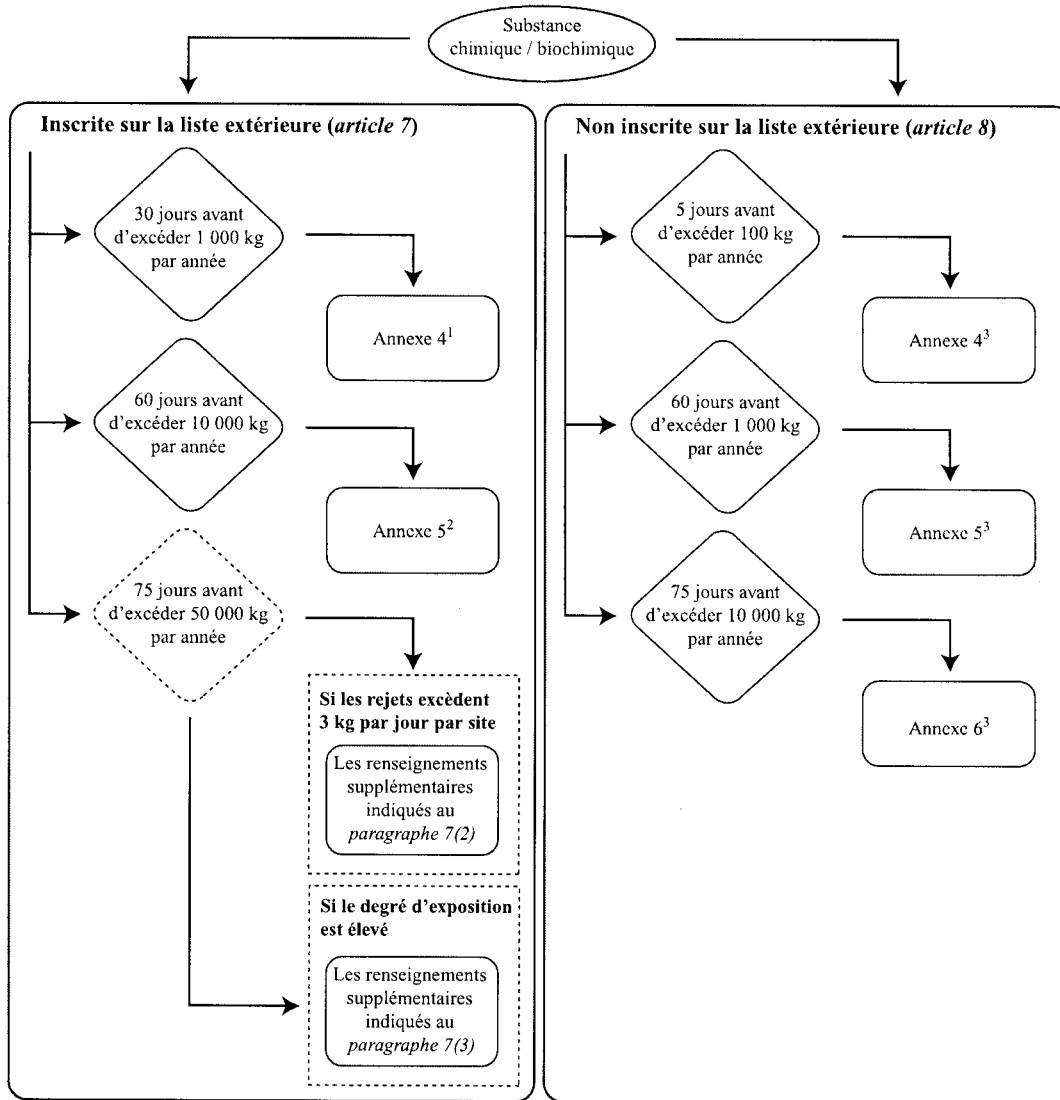 Substance
chimique / biochimique
Inscrite sur la liste extérieure (article 7)
30 jours avant
d'excéder 1 000 kg
par année
Annexe 4¹
60 jours avant
d'excéder 10 000 kg
par année
Annexe 5²
75 jours avant
d'excéder 50 000 kg
par année
Si les rejets excèdent
3 kg par jour par site
Les renseignements
supplémentaires
indiqués au
paragraphe 7(2)
Si le degré d'exposition
est élevé
Les renseignements
supplémentaires
indiqués au
paragraphe 7(3)
Non inscrite sur la liste extérieure (article 8)
5 jours avant
d'excéder 100 kg
par année
Annexe 4³
60 jours avant
d'excéder 1 000 kg
par année
Annexe 5³
75 jours avant
d'excéder 10 000 kg
par année
Annexe 6³